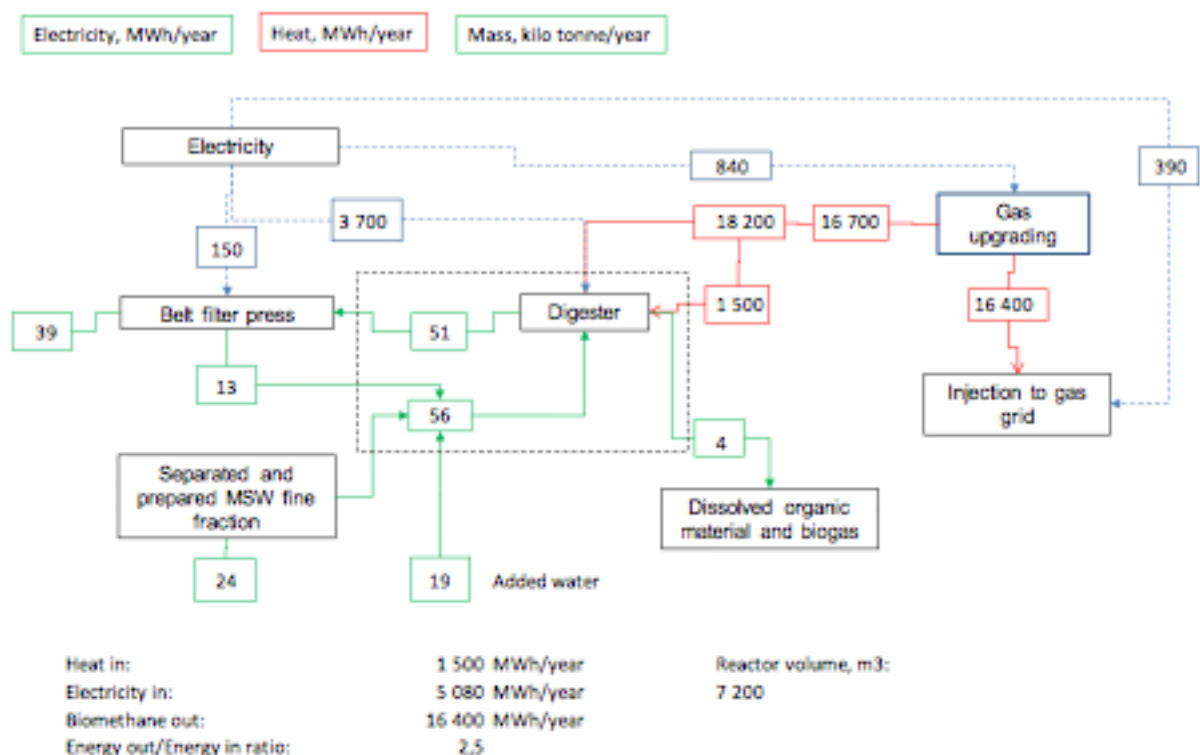 Electricity, MWh/year
Heat, MWh/year
Mass, kilo tonne/year
Electricity
840
390
3 700
18 200
16 700
Gas
upgrading
150
Belt filter press
Digester
1 500
16 400
39
51
13
56
Injection to gas
grid
4
Separated and
prepared MSW fine
fraction
Dissolved organic
material and biogas
24
19
Added water
Heat in: 1 500 MWh/year Reactor volume, m3:
Electricity in: 5 080 MWh/year 7 200
Biomethane out: 16 400 MWh/year
Energy out/Energy in ratio: 2,5